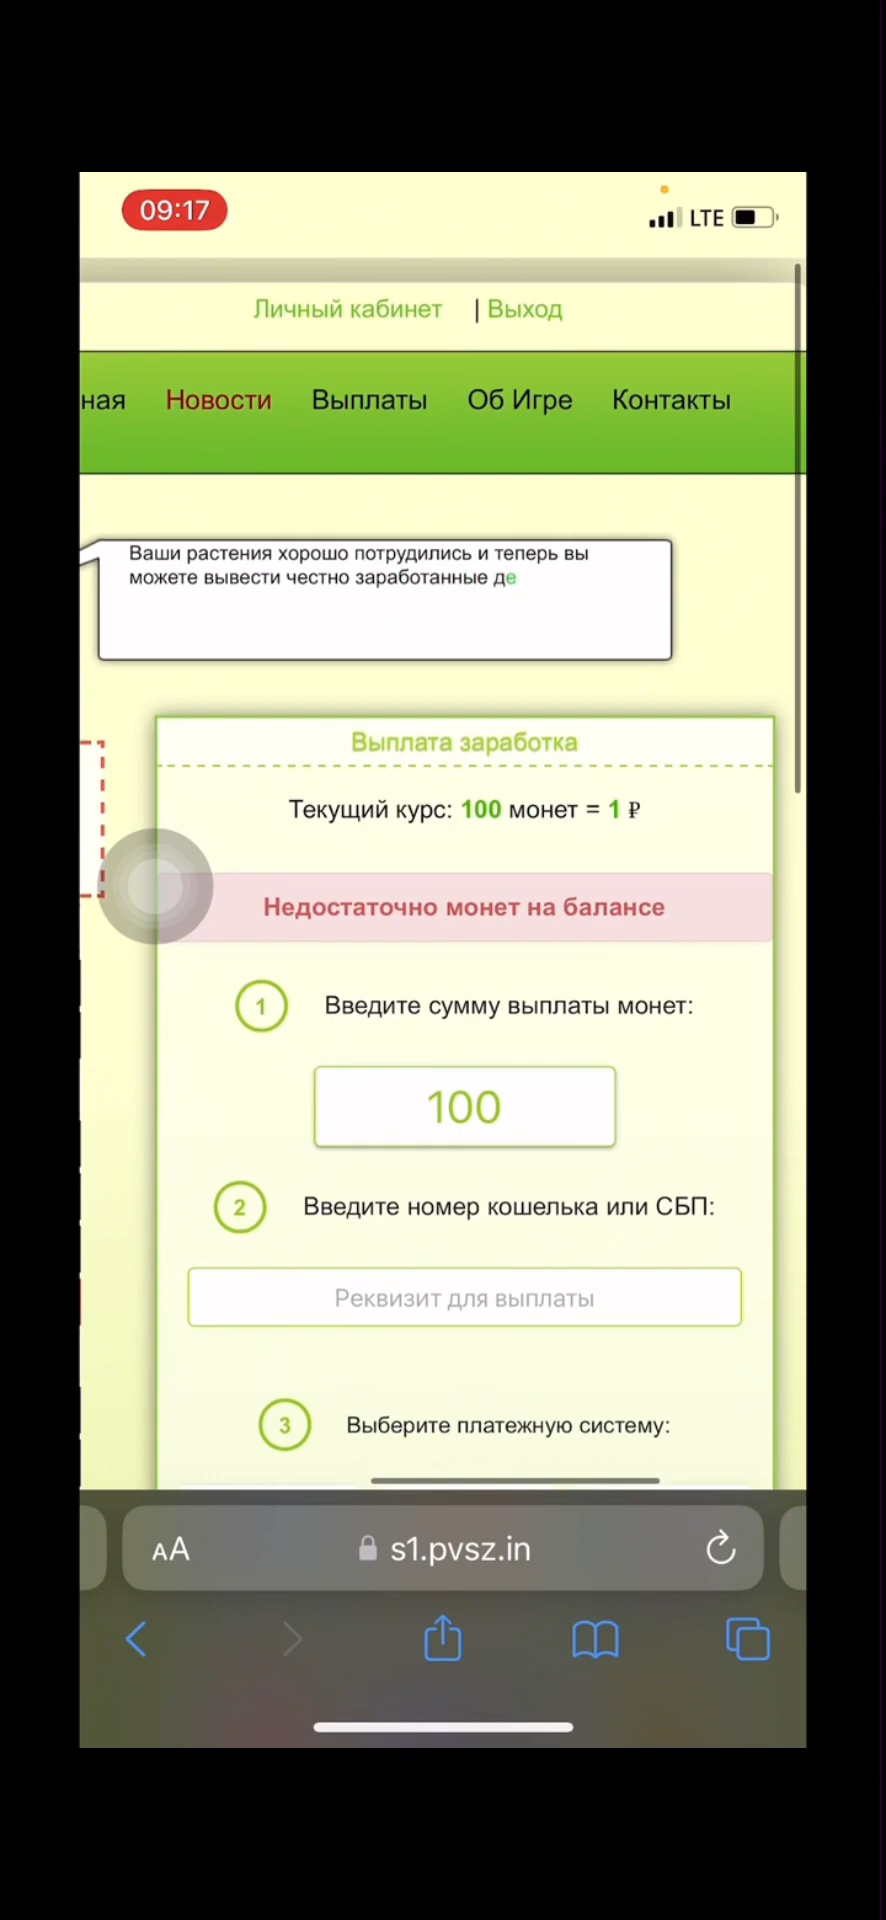 09:17
LTE
Личный кабинет | Выход
ная Новости Выплаты Об Игре Контакты
Ваши растения хорошо потрудились и теперь вы
можете вывести честно заработанные де
Выплата заработка
Текущий курс: 100 монет = 1 ₽
Недостаточно монет на балансе
1 Введите сумму выплаты монет:
100
2 Введите номер кошелька или СБП:
Реквизит для выплаты
3 Выберите платежную систему:
AA s1.pvsz.in